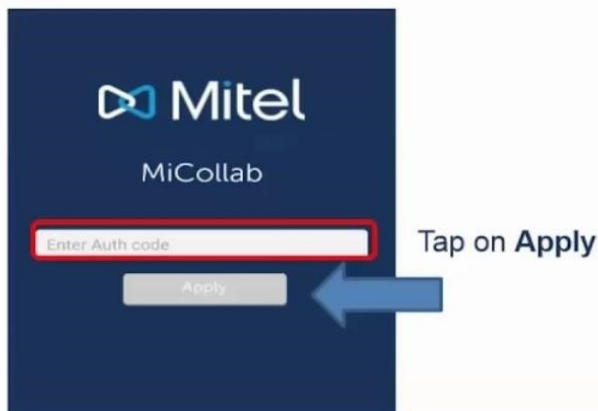 Mitel
MiCollab
Enter Auth code
Apply
Tap on Apply